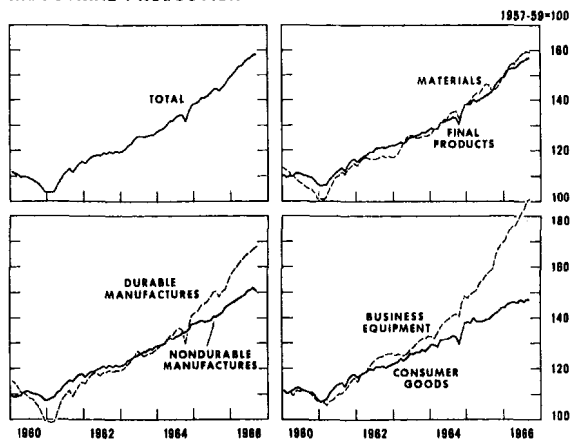 1957-59=100
160
TOTAL
MATERIALS
140
FINAL
PRODUCTS
120
100
180
DURABLE
MANUFACTURES
160
BUSINESS
EQUIPMENT
140
NONDURABLE
MANUFACTURES
CONSUMER
GOODS
120
100
1960 1962 1964 1966 1960 1962 1964 1966